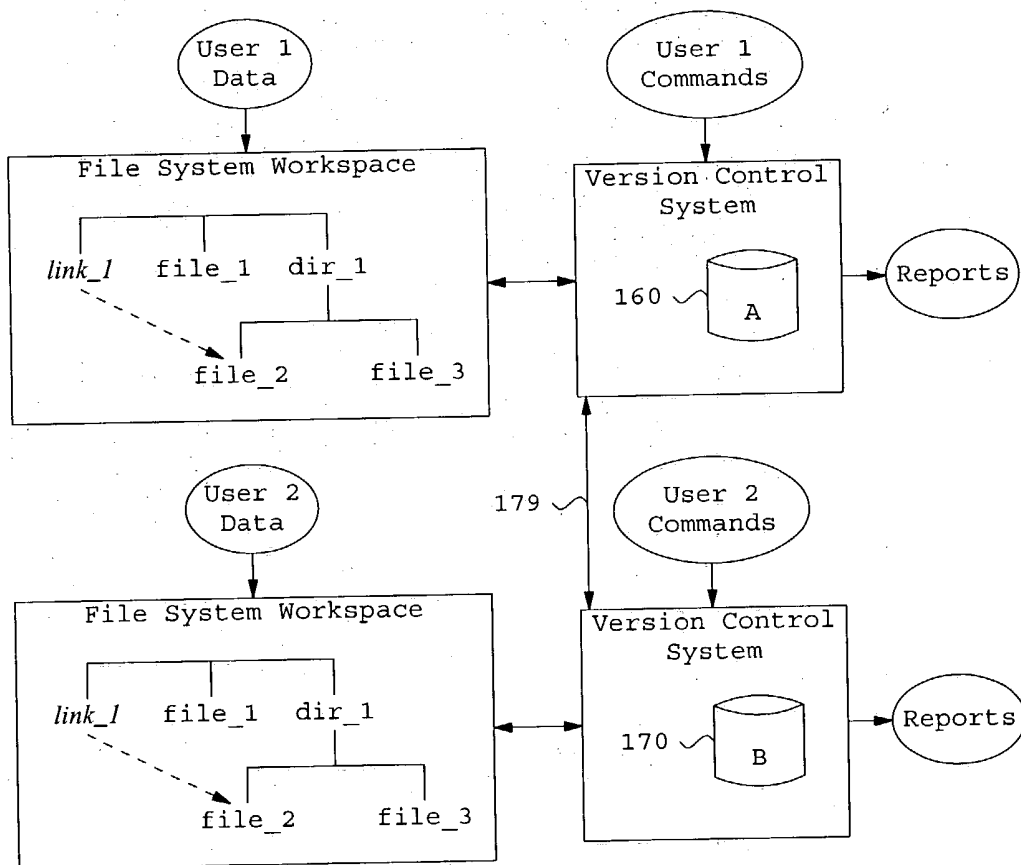 User 1
Data
User 1
Commands
File System Workspace
link_1
file_1
dir_1
file_2
file_3
Version Control
System
160
A
Reports
179
User 2
Data
User 2
Commands
File System Workspace
link_1
file_1
dir_1
file_2
file_3
Version Control
System
170
B
Reports